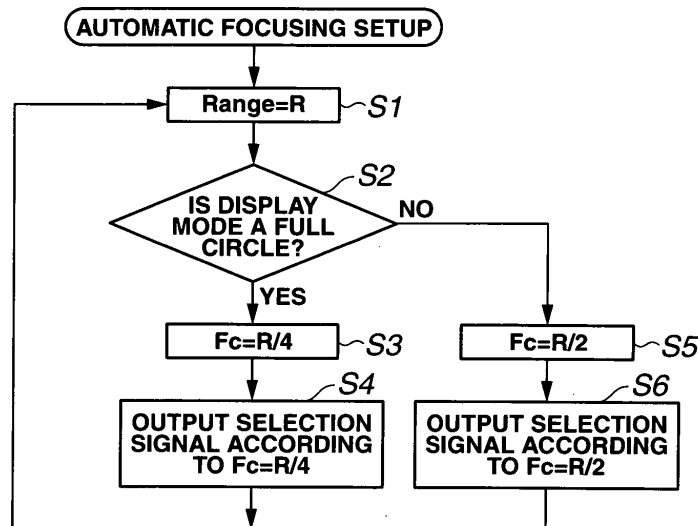 AUTOMATIC FOCUSING SETUP
Range=R
S1
S2
IS DISPLAY
MODE A FULL
CIRCLE?
NO
YES
Fc=R/4
S3
Fc=R/2
S5
S4
OUTPUT SELECTION
SIGNAL ACCORDING
TO Fc=R/4
S6
OUTPUT SELECTION
SIGNAL ACCORDING
TO Fc=R/2